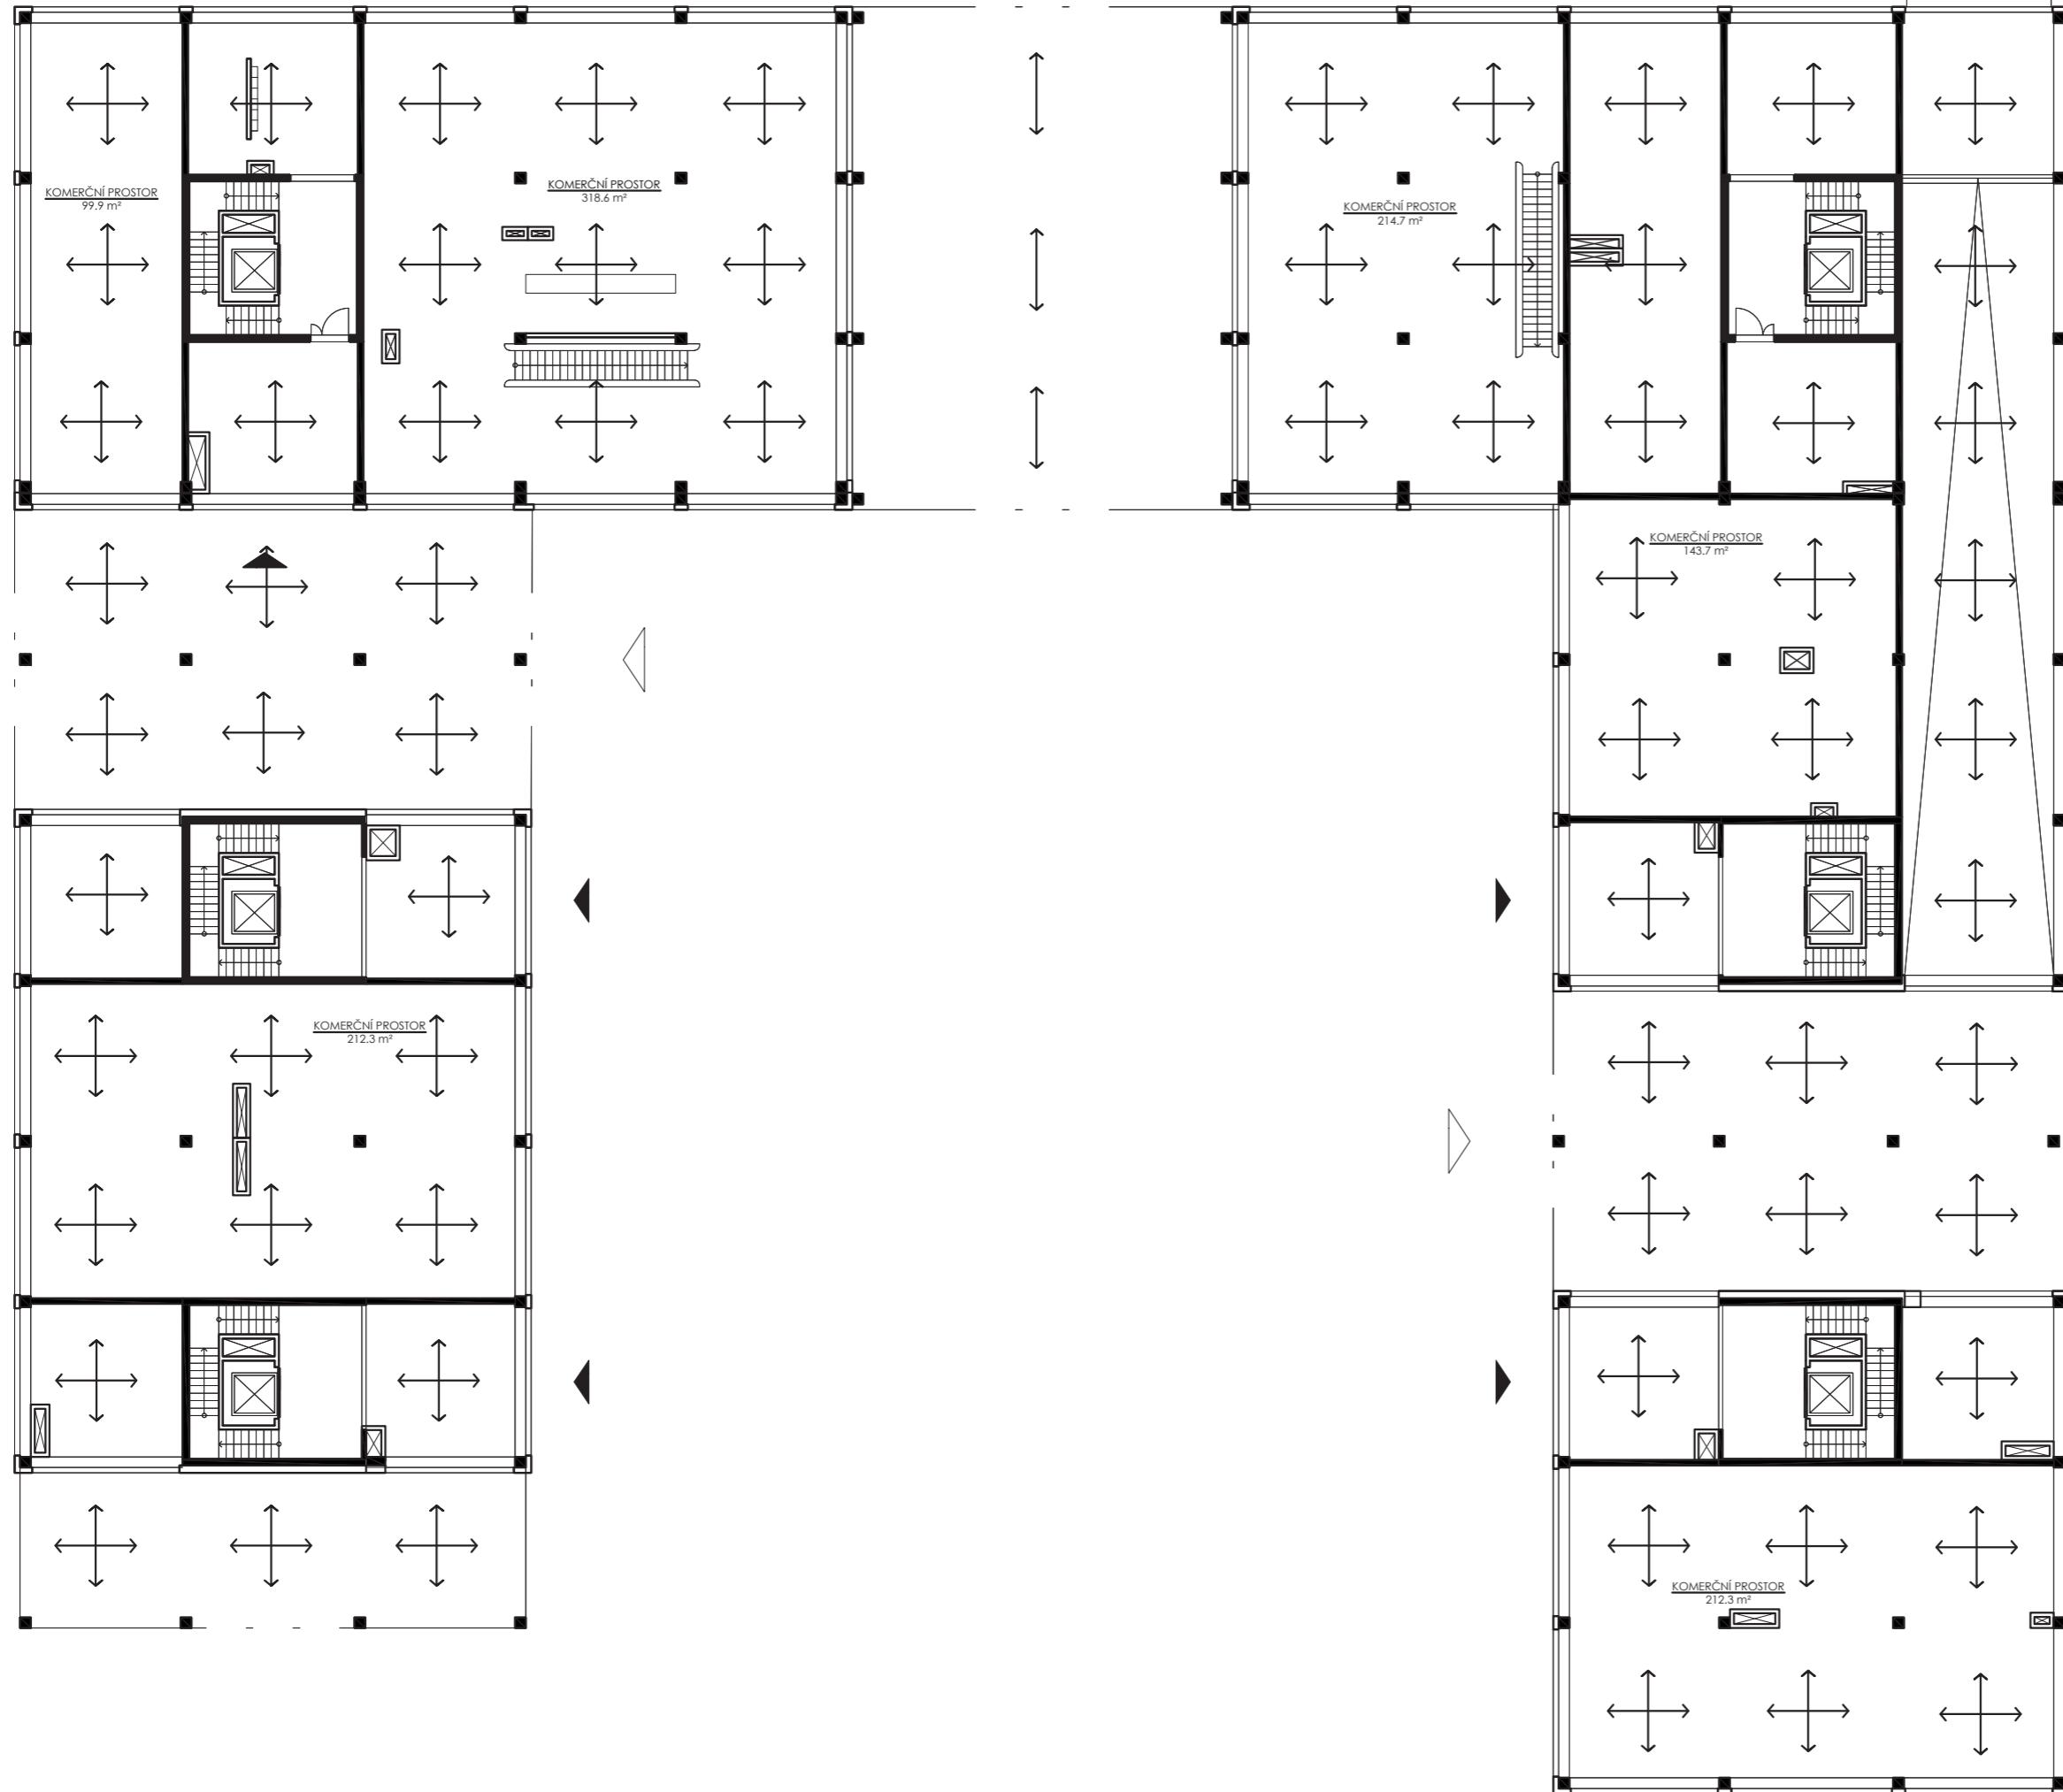 KOMERČNÍ PROSTOR
99.9 m²
KOMERČNÍ PROSTOR
318.6 m²
KOMERČNÍ PROSTOR
214.7 m²
KOMERČNÍ PROSTOR
143.7 m²
KOMERČNÍ PROSTOR
212.3 m²
KOMERČNÍ PROSTOR
212.3 m²